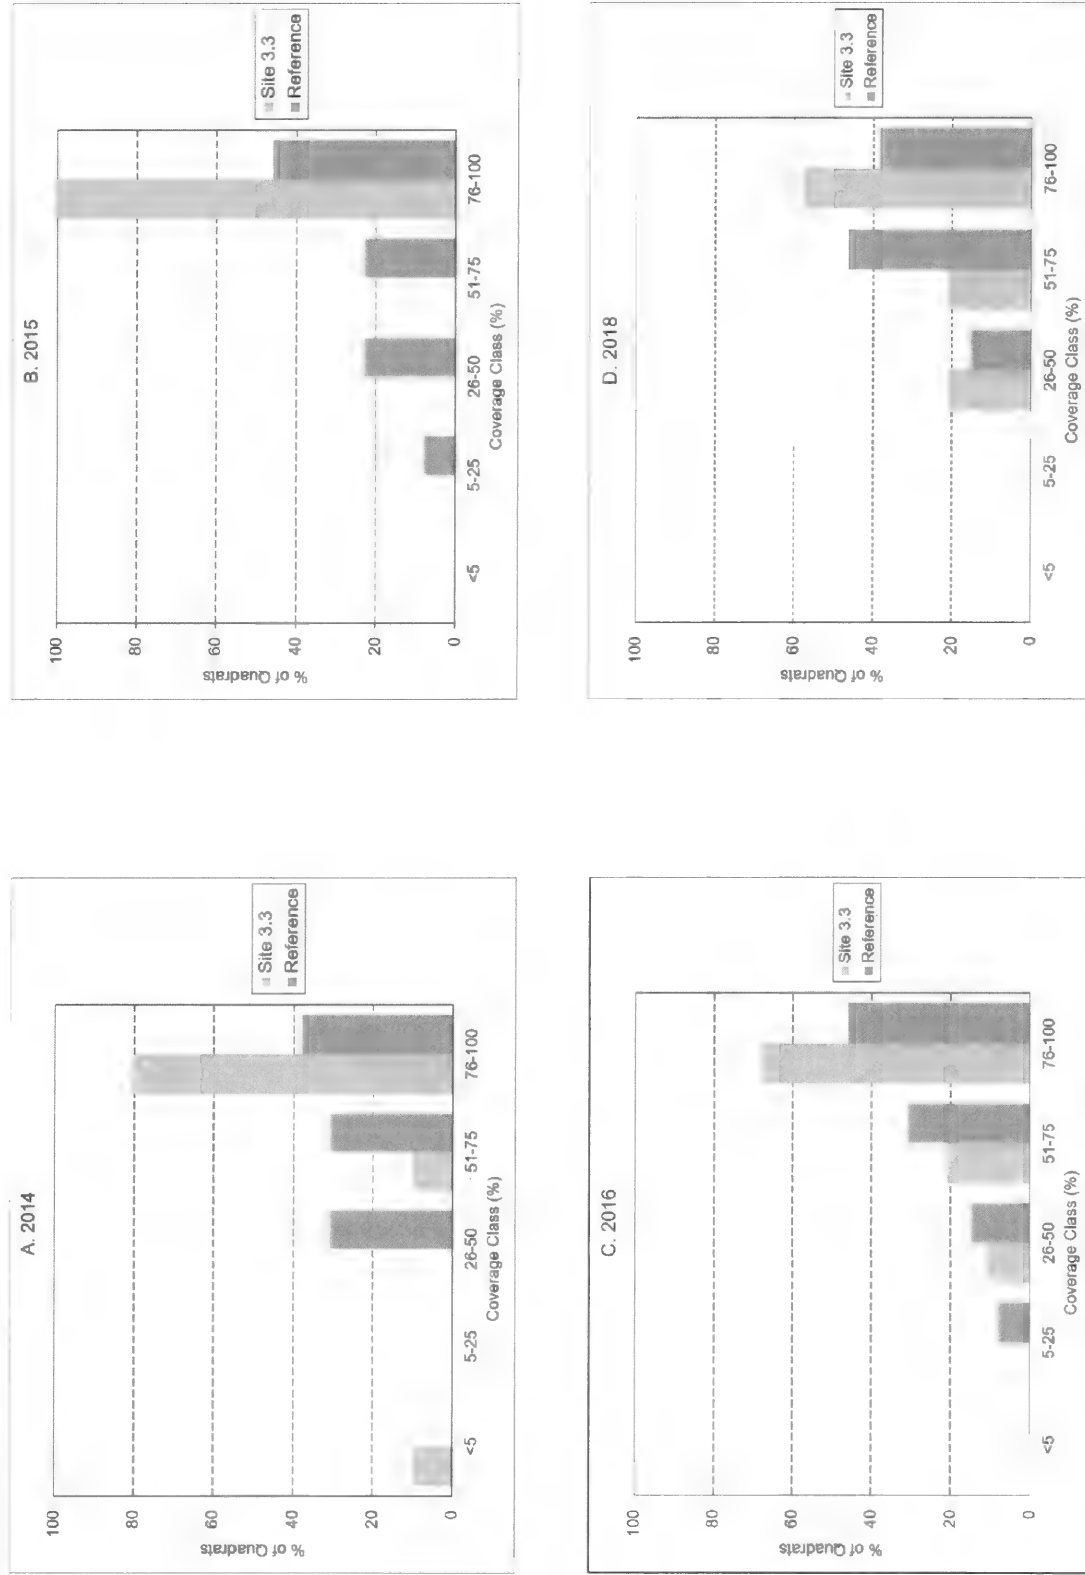 A. 2014
100
80
60
40
20
0
% of Quadrats
<5
5-25
26-50
51-75
76-100
Coverage Class (%)
Site 3.3
Reference
B. 2015
100
80
60
40
20
0
% of Quadrats
<5
5-25
26-50
51-75
76-100
Coverage Class (%)
Site 3.3
Reference
C. 2016
100
80
60
40
20
0
% of Quadrats
<5
5-25
26-50
51-75
76-100
Coverage Class (%)
Site 3.3
Reference
D. 2018
100
80
60
40
20
0
% of Quadrats
<5
5-25
26-50
51-75
76-100
Coverage Class (%)
Site 3.3
Reference